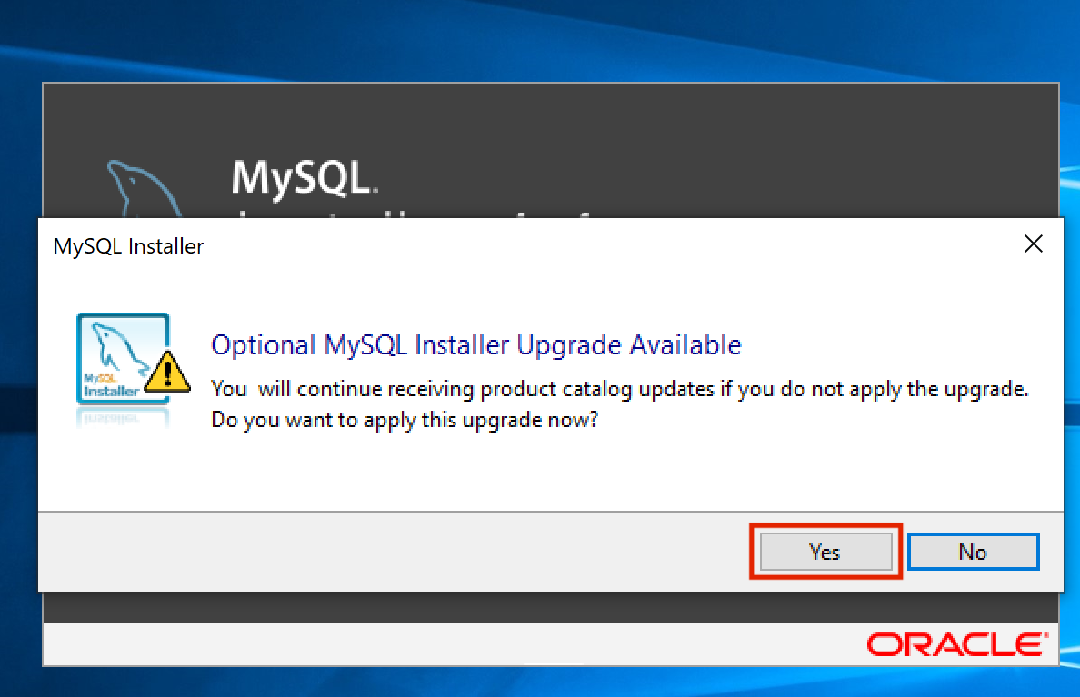 MySQL.
MySQL Installer
Optional MySQL Installer Upgrade Available
MySQL
Installer
You will continue receiving product catalog updates if you do not apply the upgrade.
Do you want to apply this upgrade now?
Yes
No
ORACLE